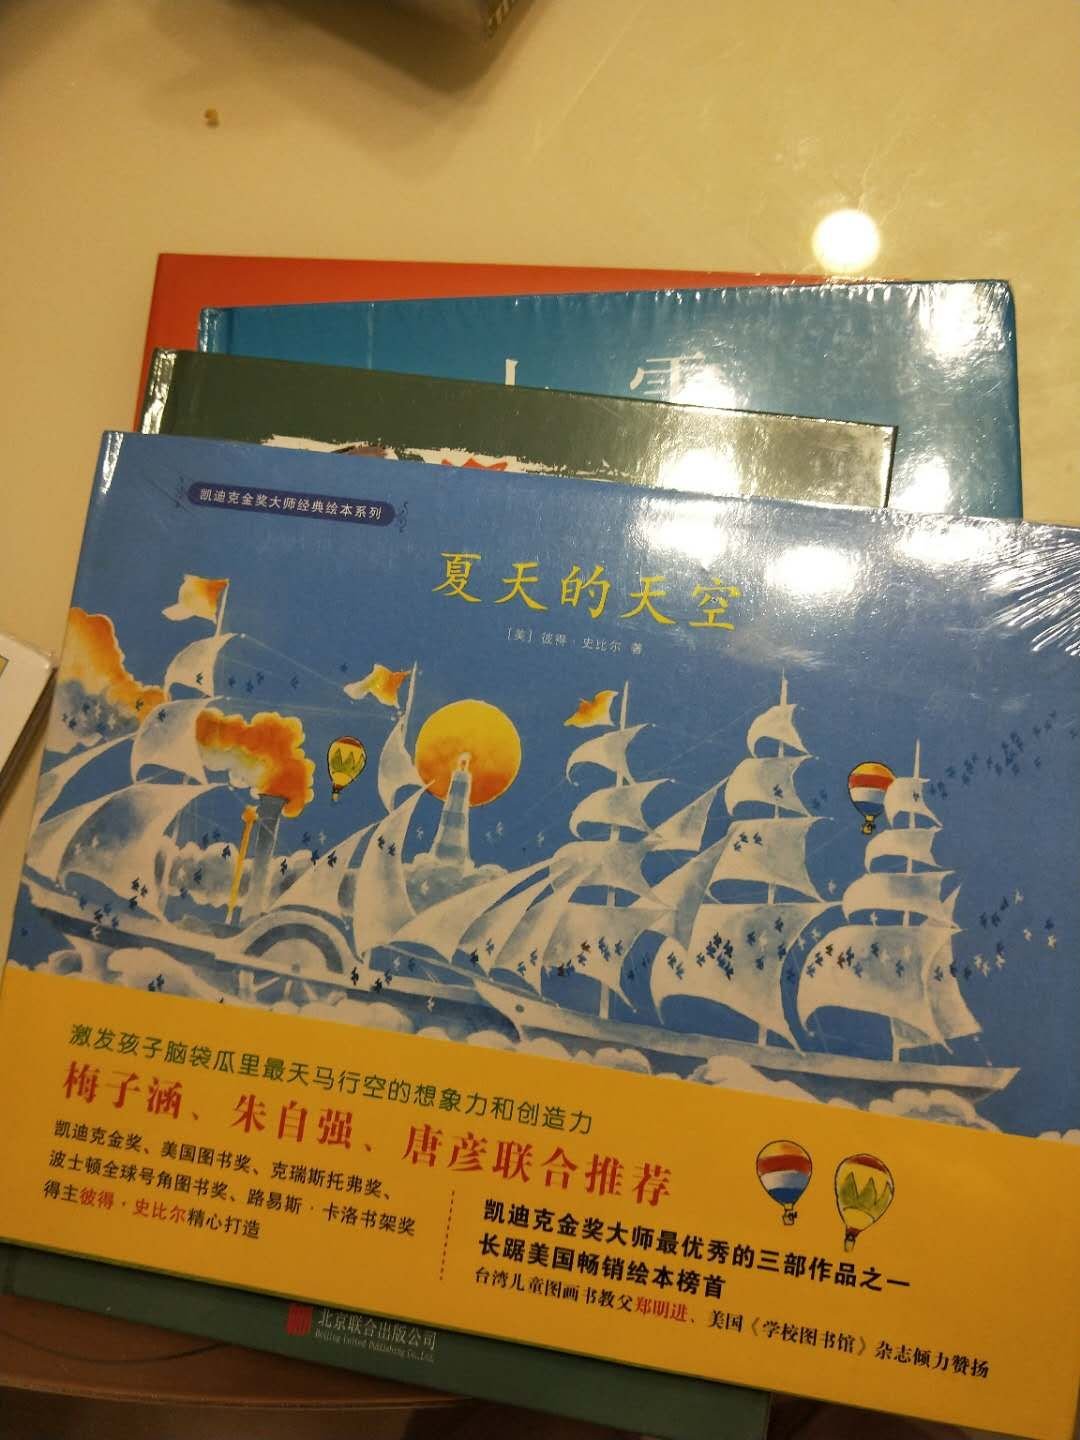 凯迪克金奖大师经典绘本系列
夏天的天空
[美] 彼得·史比尔 著
激发孩子脑袋瓜里最天马行空的想象力和创造力
梅子涵、朱自强、唐彦联合推荐
凯迪克金奖、美国图书奖、克瑞斯托弗奖、
波士顿全球号角图书奖、路易斯·卡洛书架奖
得主彼得·史比尔精心打造
凯迪克金奖大师最优秀的三部作品之一
长踞美国畅销绘本榜首
台湾儿童图画书教父郑明进、美国《学校图书馆》杂志倾力赞扬
北京联合出版公司
Beijing United Publishing Co.,Ltd.